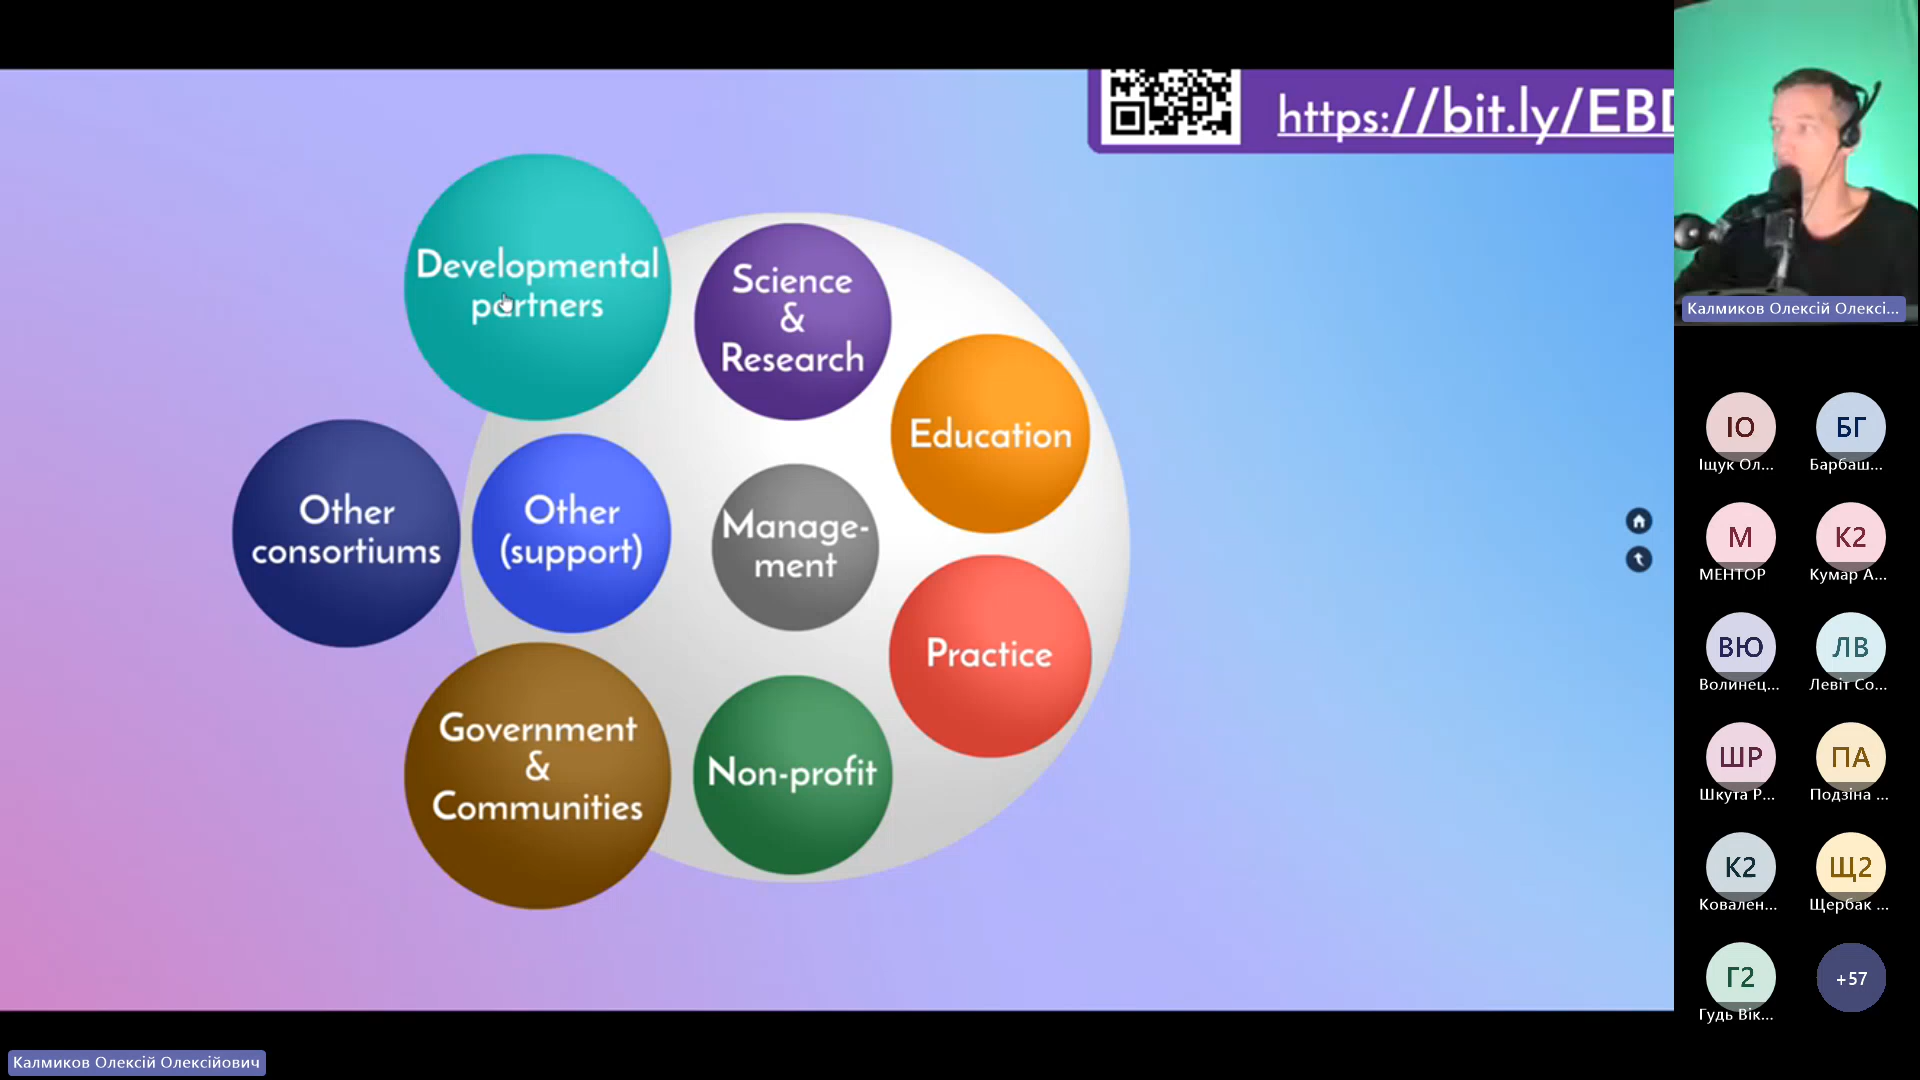 https://bit.ly/EBD
Developmental
partners
Science
&
Research
Education
Other
consortiums
Other
(support)
Manage-
ment
Practice
Government
&
Communities
Non-profit
Калмиков Олексій Олексі...
ІО
Іщук Ол...
БГ
Барбаш...
М
МЕНТОР
К2
Кумар А...
ВЮ
Волинец...
ЛВ
Левіт Со...
ШР
Шкута Р...
ПА
Подзіна ...
К2
Ковален...
Щ2
Щербак ...
Г2
Гудь Вік...
+57
Калмиков Олексій Олексійович